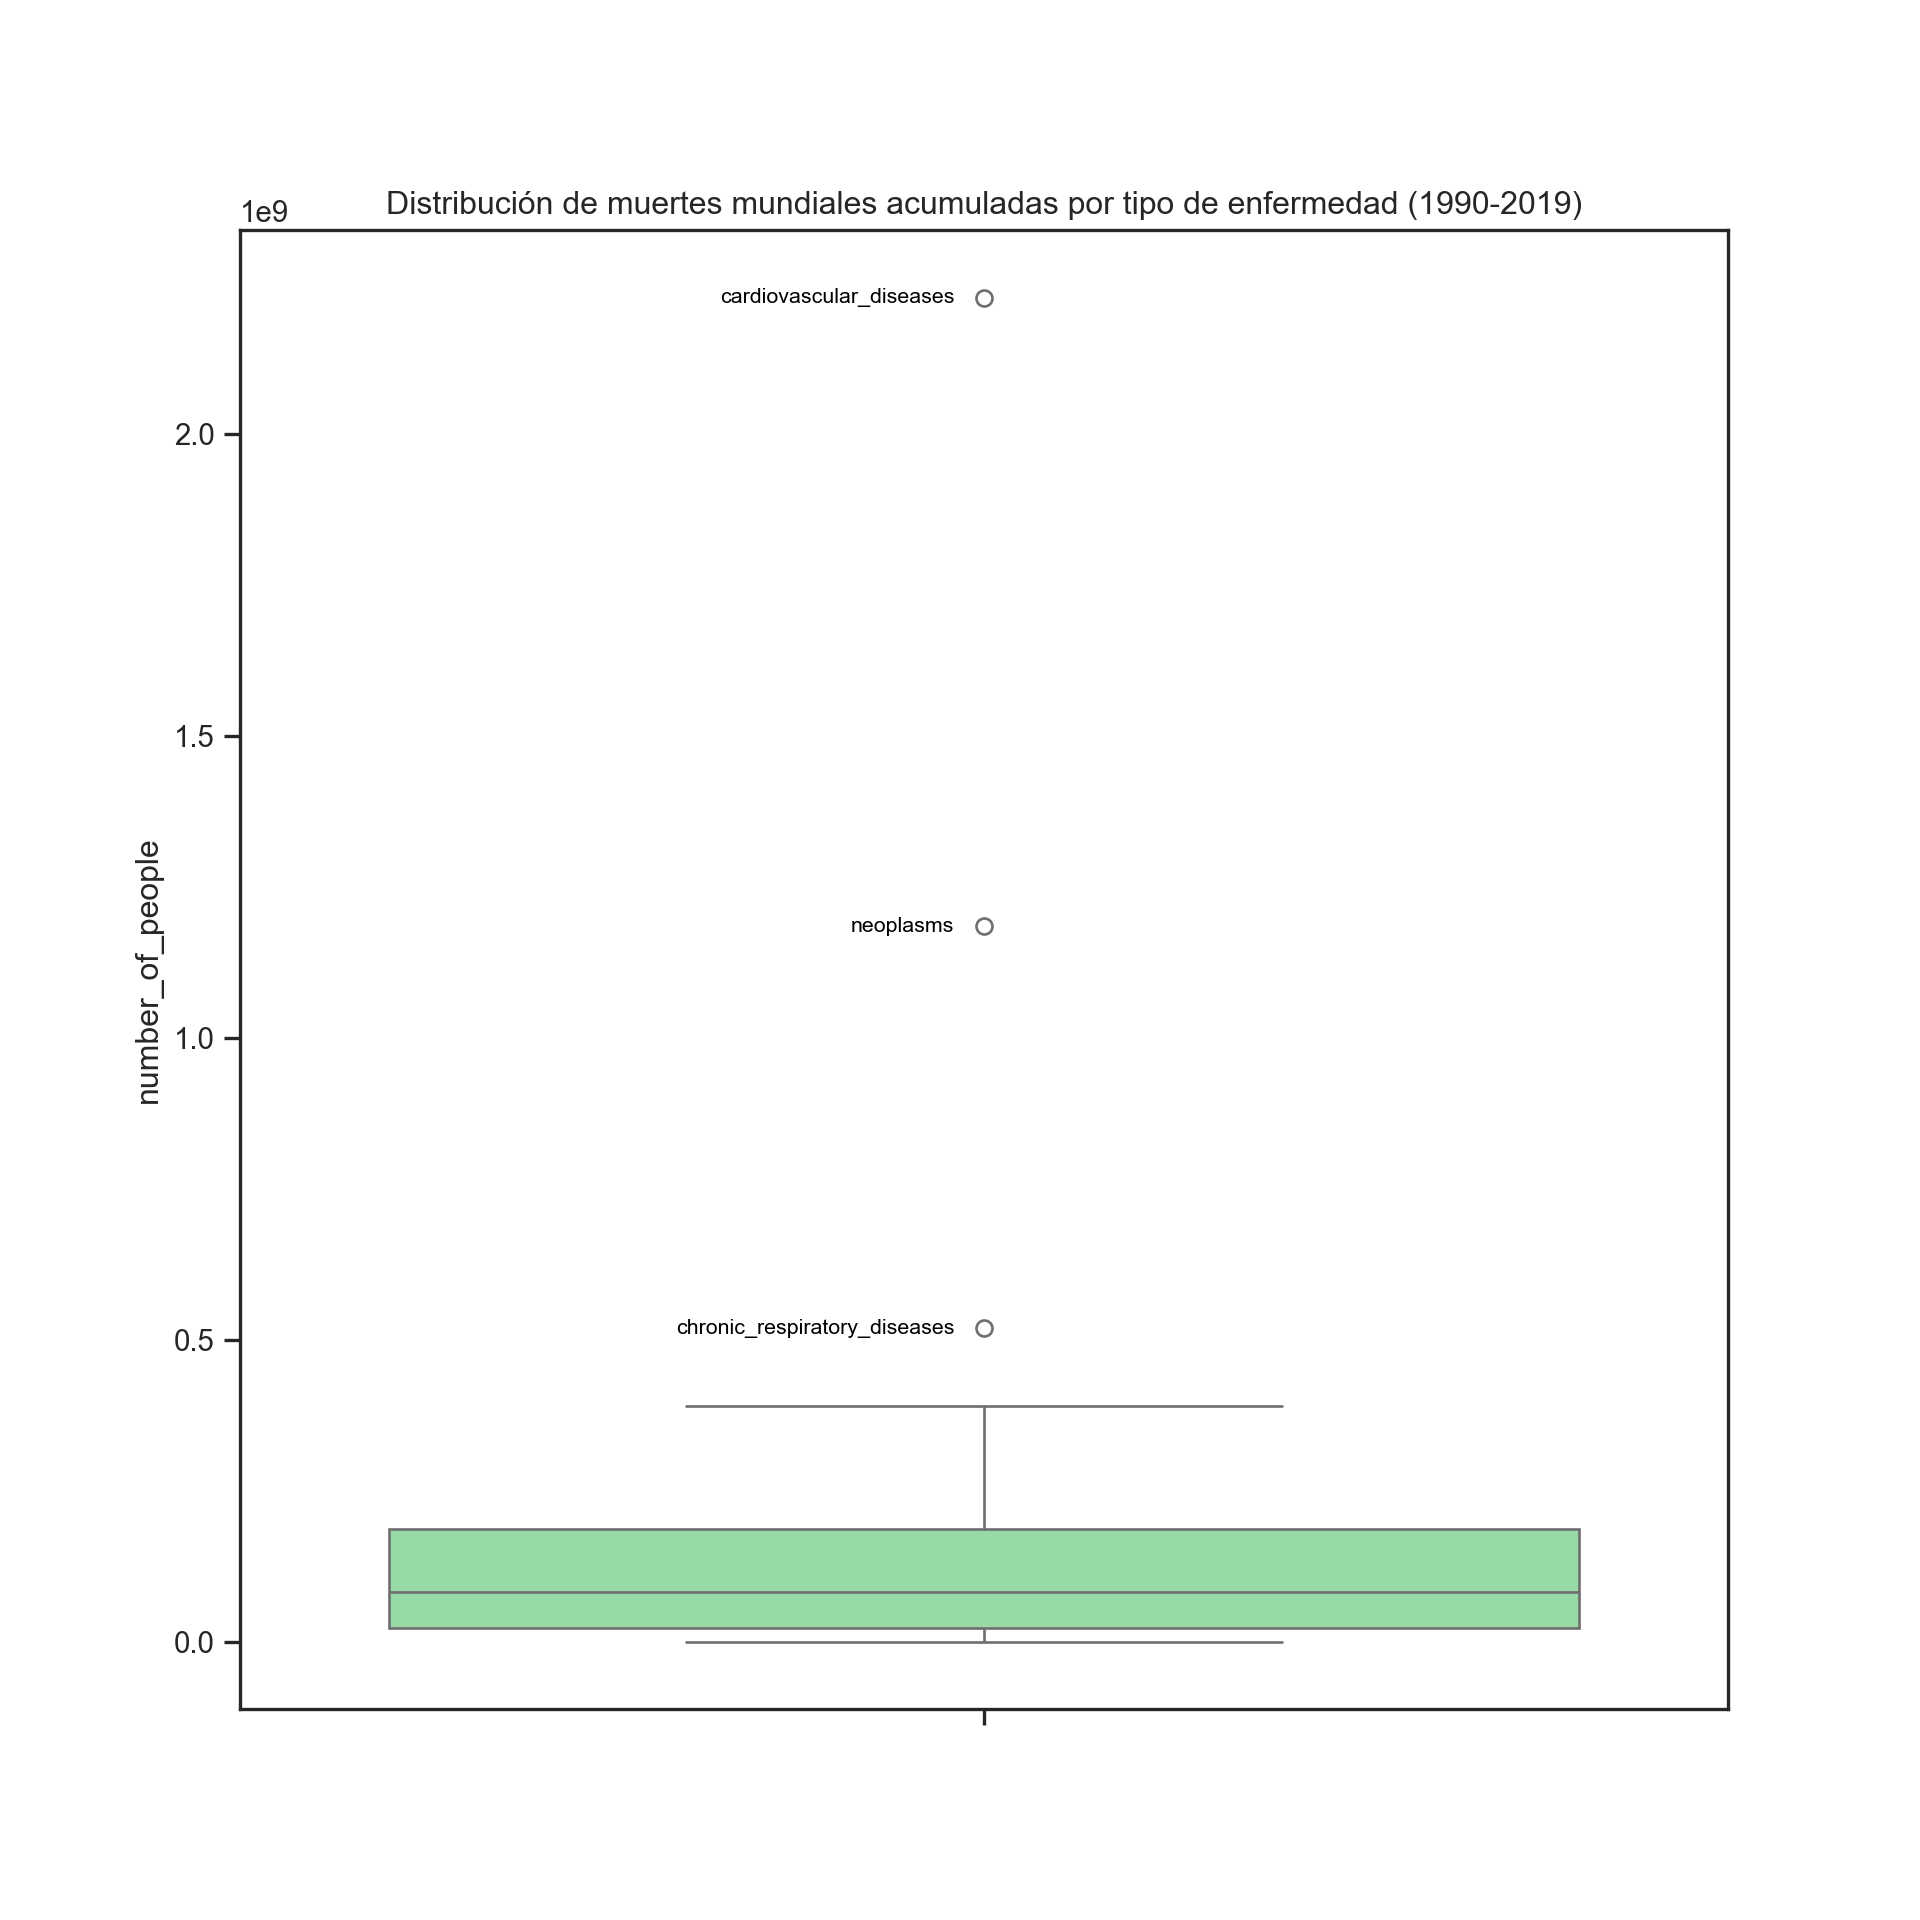 Distribución de muertes mundiales acumuladas por tipo de enfermedad (1990-2019)
1e9
cardiovascular_diseases
2.0
1.5
neoplasms
number_of_people
1.0
chronic_respiratory_diseases
0.5
0.0